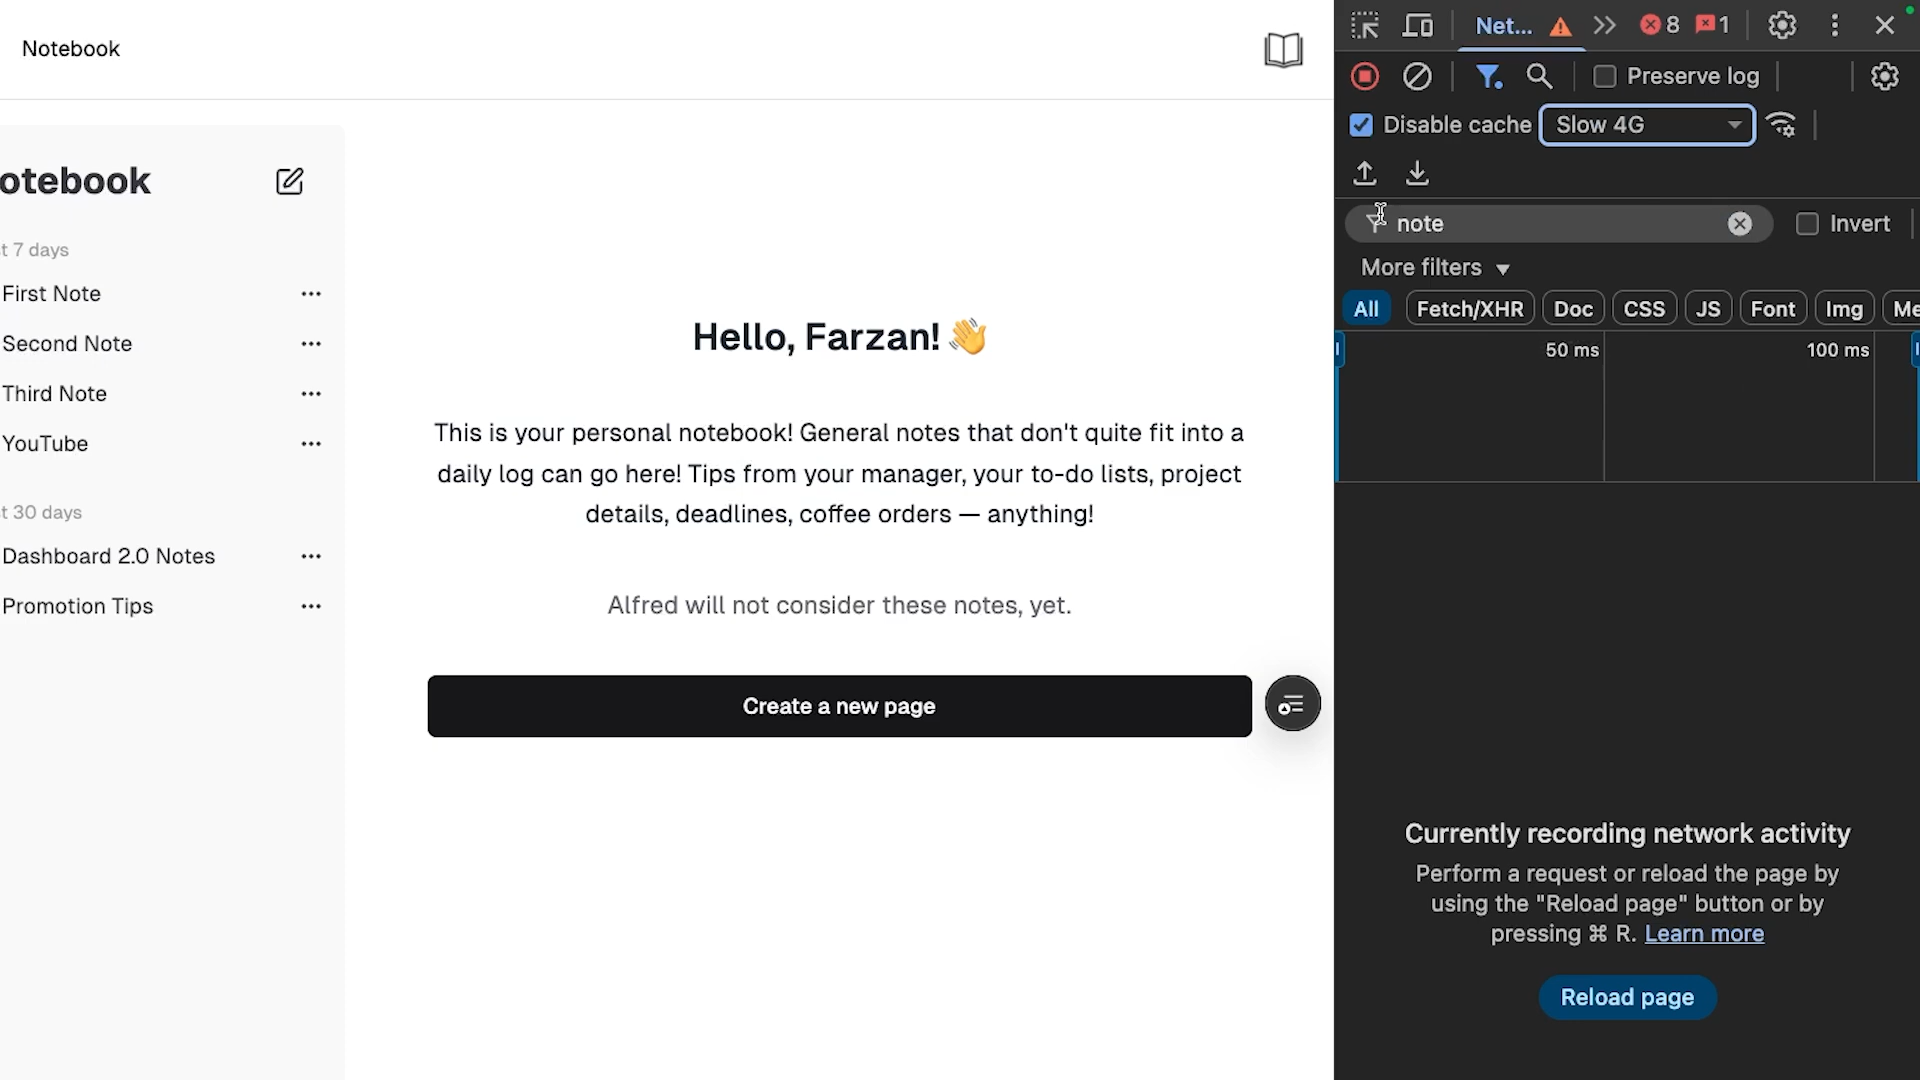 Notebook
otebook
t 7 days
First Note
Second Note
Third Note
YouTube
t 30 days
Dashboard 2.0 Notes
Promotion Tips
Hello, Farzan! 👋
This is your personal notebook! General notes that don't quite fit into a
daily log can go here! Tips from your manager, your to-do lists, project
details, deadlines, coffee orders — anything!
Alfred will not consider these notes, yet.
Create a new page
Net... 8 1
Preserve log
Disable cache Slow 4G
note Invert
More filters
All Fetch/XHR Doc CSS JS Font Img Me
50 ms 100 ms
Currently recording network activity
Perform a request or reload the page by
using the "Reload page" button or by
pressing ⌘ R. Learn more
Reload page